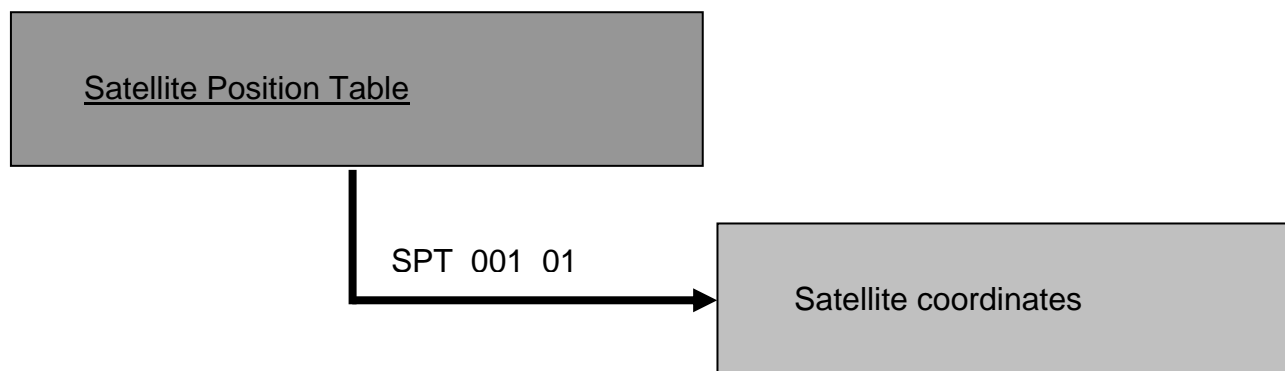 Satellite Position Table
SPT 001 01
Satellite coordinates